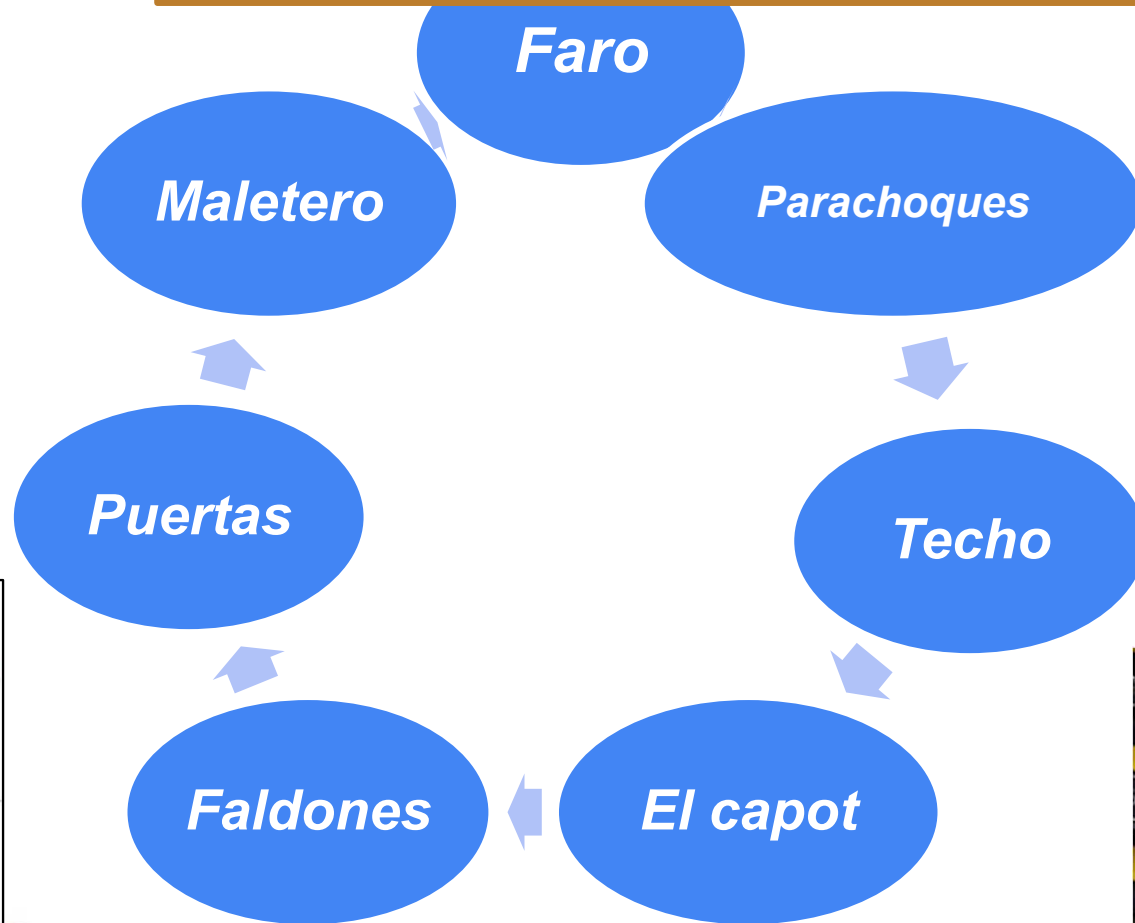 Faro
Parachoques
Techo
El capot
Faldones
Puertas
Maletero